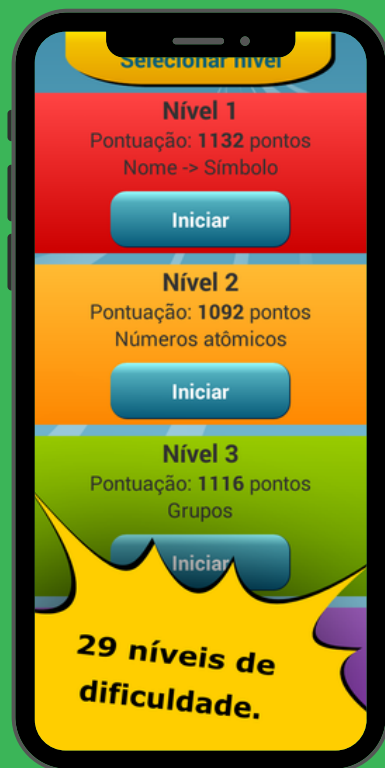 Selecionar nível
Nível 1
Pontuação: 1132 pontos
Nome -> Símbolo
Iniciar
Nível 2
Pontuação: 1092 pontos
Números atômicos
Iniciar
Nível 3
Pontuação: 1116 pontos
Grupos
Iniciar
29 níveis de
dificuldade.